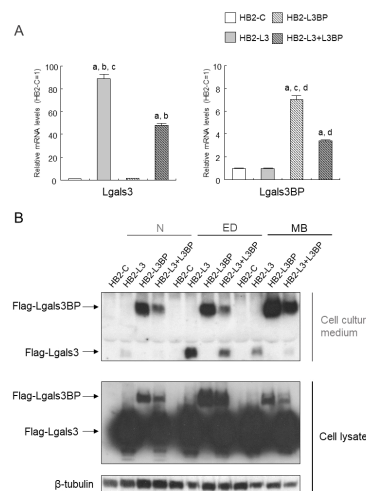 HB2-C HB2-L3BP
A HB2-L3 HB2-L3+L3BP
Relative mRNA levels (HB2-C=1)
100
80
60
40
20
0
a, b, c
a, b
Lgals3
Relative mRNA levels (HB2-C=1)
8
6
4
2
0
a, c, d
a, d
Lgals3BP
B
N ED MB
HB2-C HB2-L3 HB2-L3BP HB2-L3+L3BP HB2-C HB2-L3 HB2-L3BP HB2-L3+L3BP HB2-C HB2-L3 HB2-L3BP HB2-L3+L3BP
Flag-Lgals3BP
Flag-Lgals3
Cell culture
medium
Flag-Lgals3BP
Flag-Lgals3
Cell lysate
β-tubulin